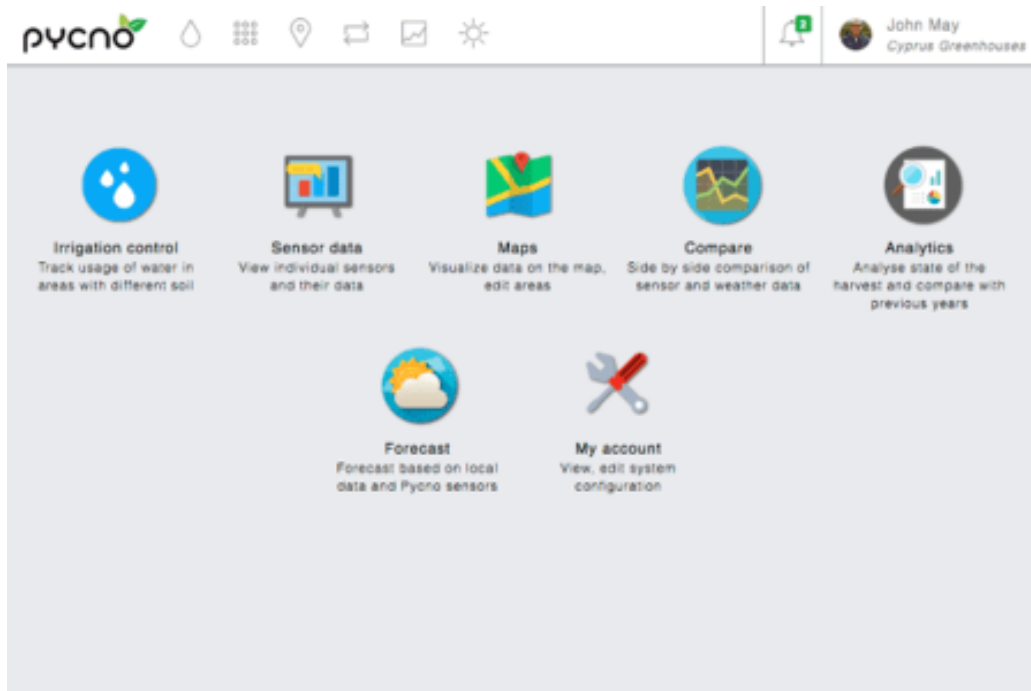 pycno
2
John May
Cyprus Greenhouses
Irrigation control
Track usage of water in
areas with different soil
Sensor data
View individual sensors
and their data
Maps
Visualize data on the map,
edit areas
Compare
Side by side comparison of
sensor and weather data
Analytics
Analyse state of the
harvest and compare with
previous years
Forecast
Forecast based on local
data and Pycno sensors
My account
View, edit system
configuration